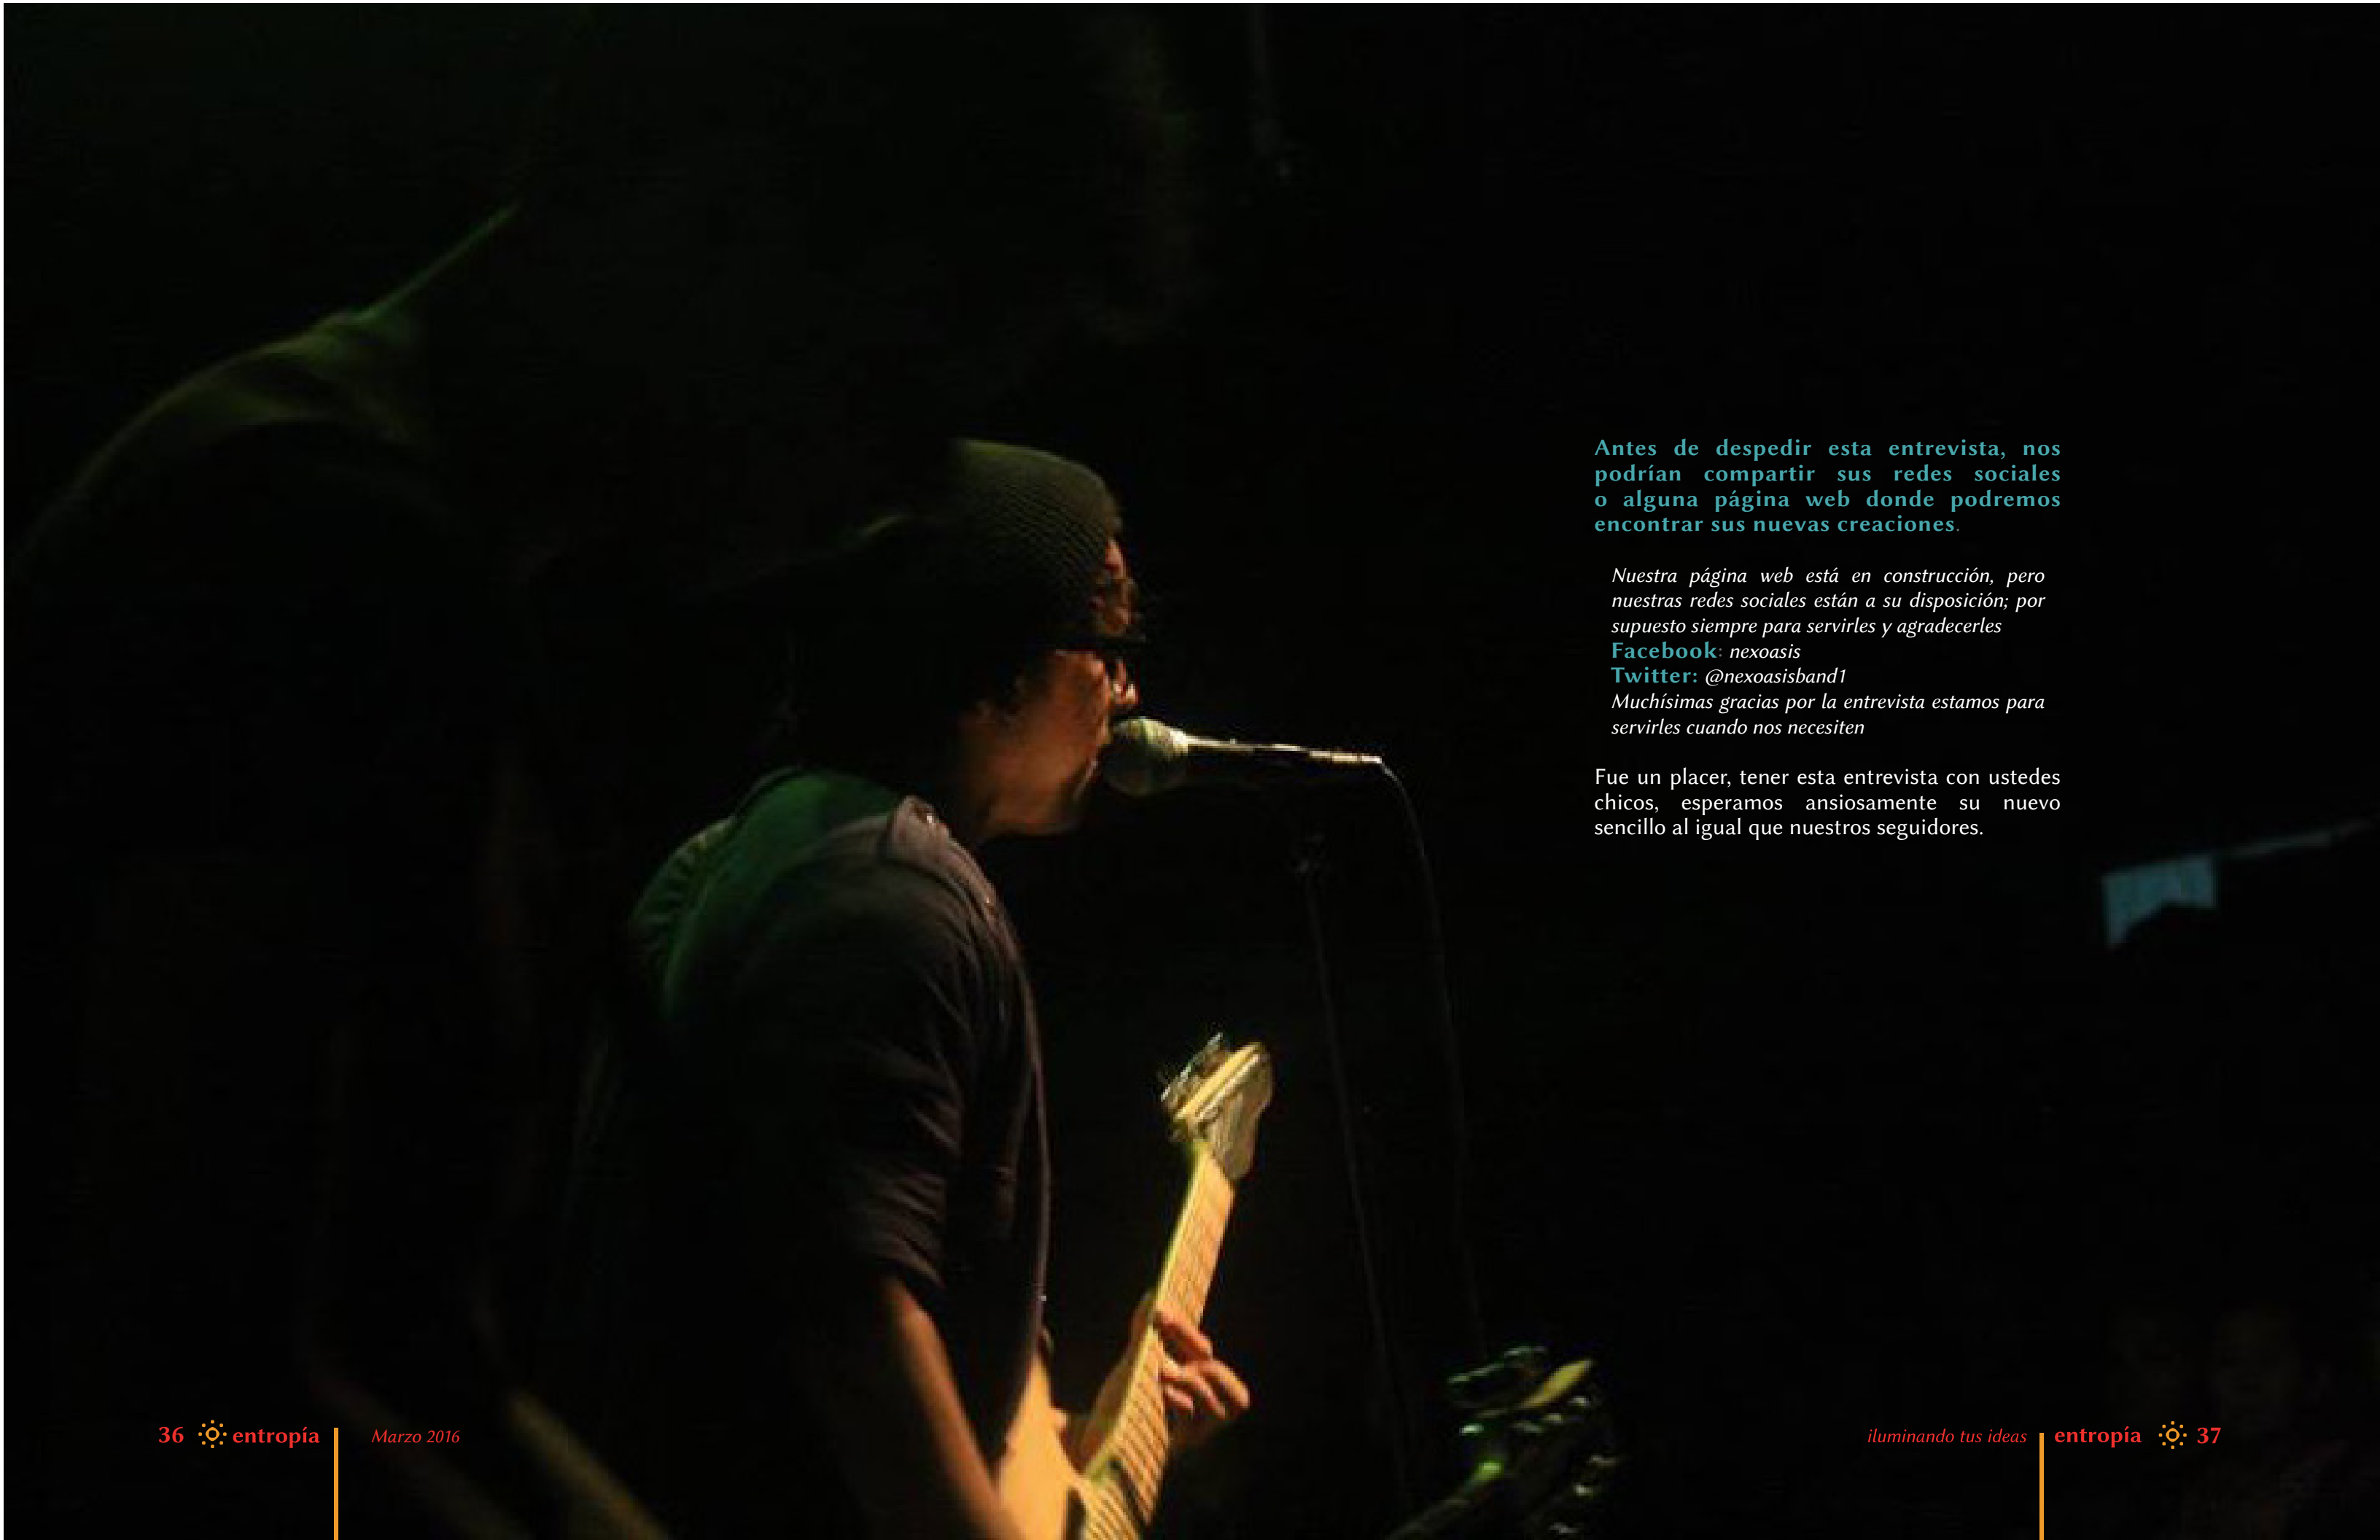 Antes de despedir esta entrevista, nos
podrían compartir sus redes sociales
o alguna página web donde podremos
encontrar sus nuevas creaciones.
Nuestra página web está en construcción, pero
nuestras redes sociales están a su disposición; por
supuesto siempre para servirles y agradecerles
Facebook: nexoasis
Twitter: @nexoasisband1
Muchísimas gracias por la entrevista estamos para
servirles cuando nos necesiten
Fue un placer, tener esta entrevista con ustedes
chicos, esperamos ansiosamente su nuevo
sencillo al igual que nuestros seguidores.
36 entropía Marzo 2016
iluminando tus ideas entropía 37